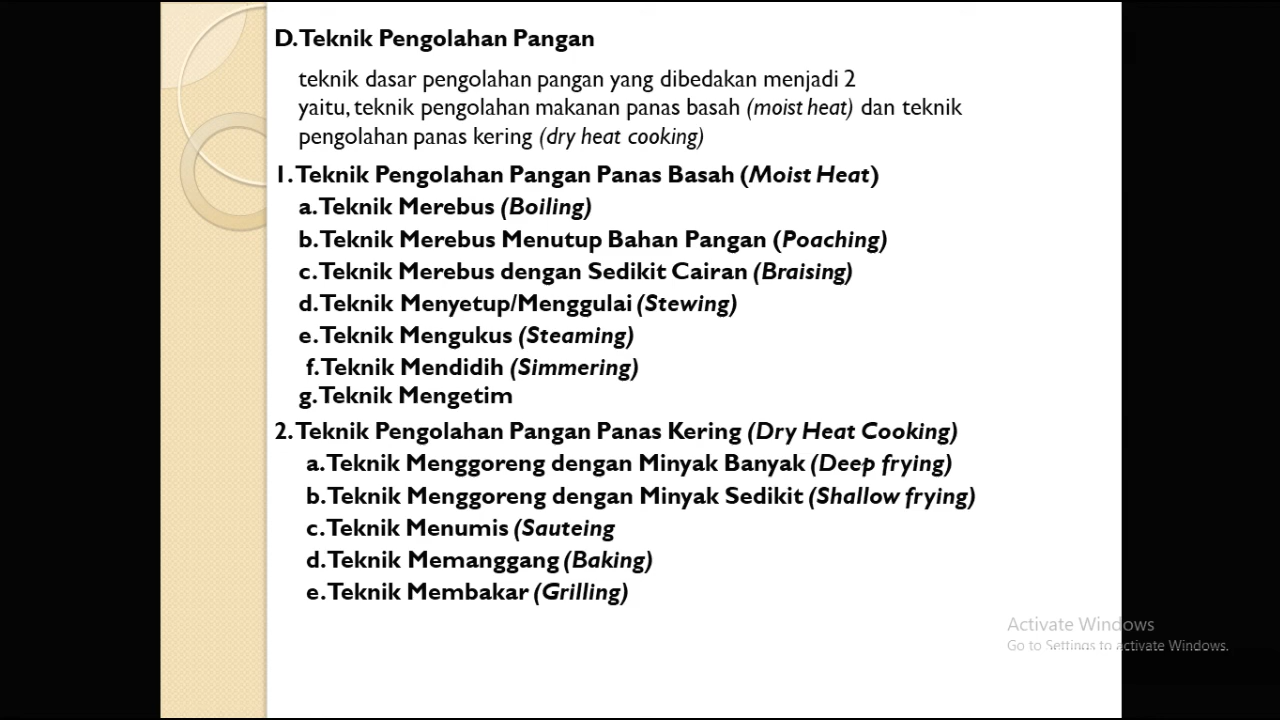 D. Teknik Pengolahan Pangan
teknik dasar pengolahan pangan yang dibedakan menjadi 2
yaitu, teknik pengolahan makanan panas basah (moist heat) dan teknik
pengolahan panas kering (dry heat cooking)
1. Teknik Pengolahan Pangan Panas Basah (Moist Heat)
a. Teknik Merebus (Boiling)
b. Teknik Merebus Menutup Bahan Pangan (Poaching)
c. Teknik Merebus dengan Sedikit Cairan (Braising)
d. Teknik Menyetup/Menggulai (Stewing)
e. Teknik Mengukus (Steaming)
f. Teknik Mendidih (Simmering)
g. Teknik Mengetim
2. Teknik Pengolahan Pangan Panas Kering (Dry Heat Cooking)
a. Teknik Menggoreng dengan Minyak Banyak (Deep frying)
b. Teknik Menggoreng dengan Minyak Sedikit (Shallow frying)
c. Teknik Menumis (Sauteing
d. Teknik Memanggang (Baking)
e. Teknik Membakar (Grilling)
Activate Windows
Go to Settings to activate Windows.